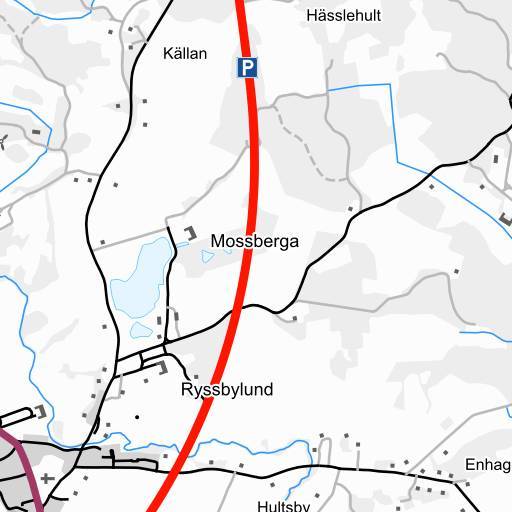 Hässlehult
Källan
P
Mossberga
Ryssbylund
Enhag
Hultsby